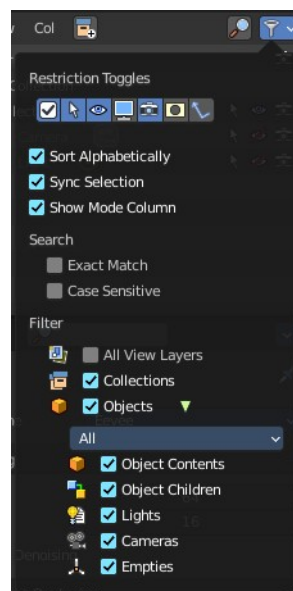 Col
Restriction Toggles
Sort Alphabetically
Sync Selection
Show Mode Column
Search
Exact Match
Case Sensitive
Filter
All View Layers
Collections
Objects
All
Object Contents
Object Children
Lights
16
Cameras
Empties